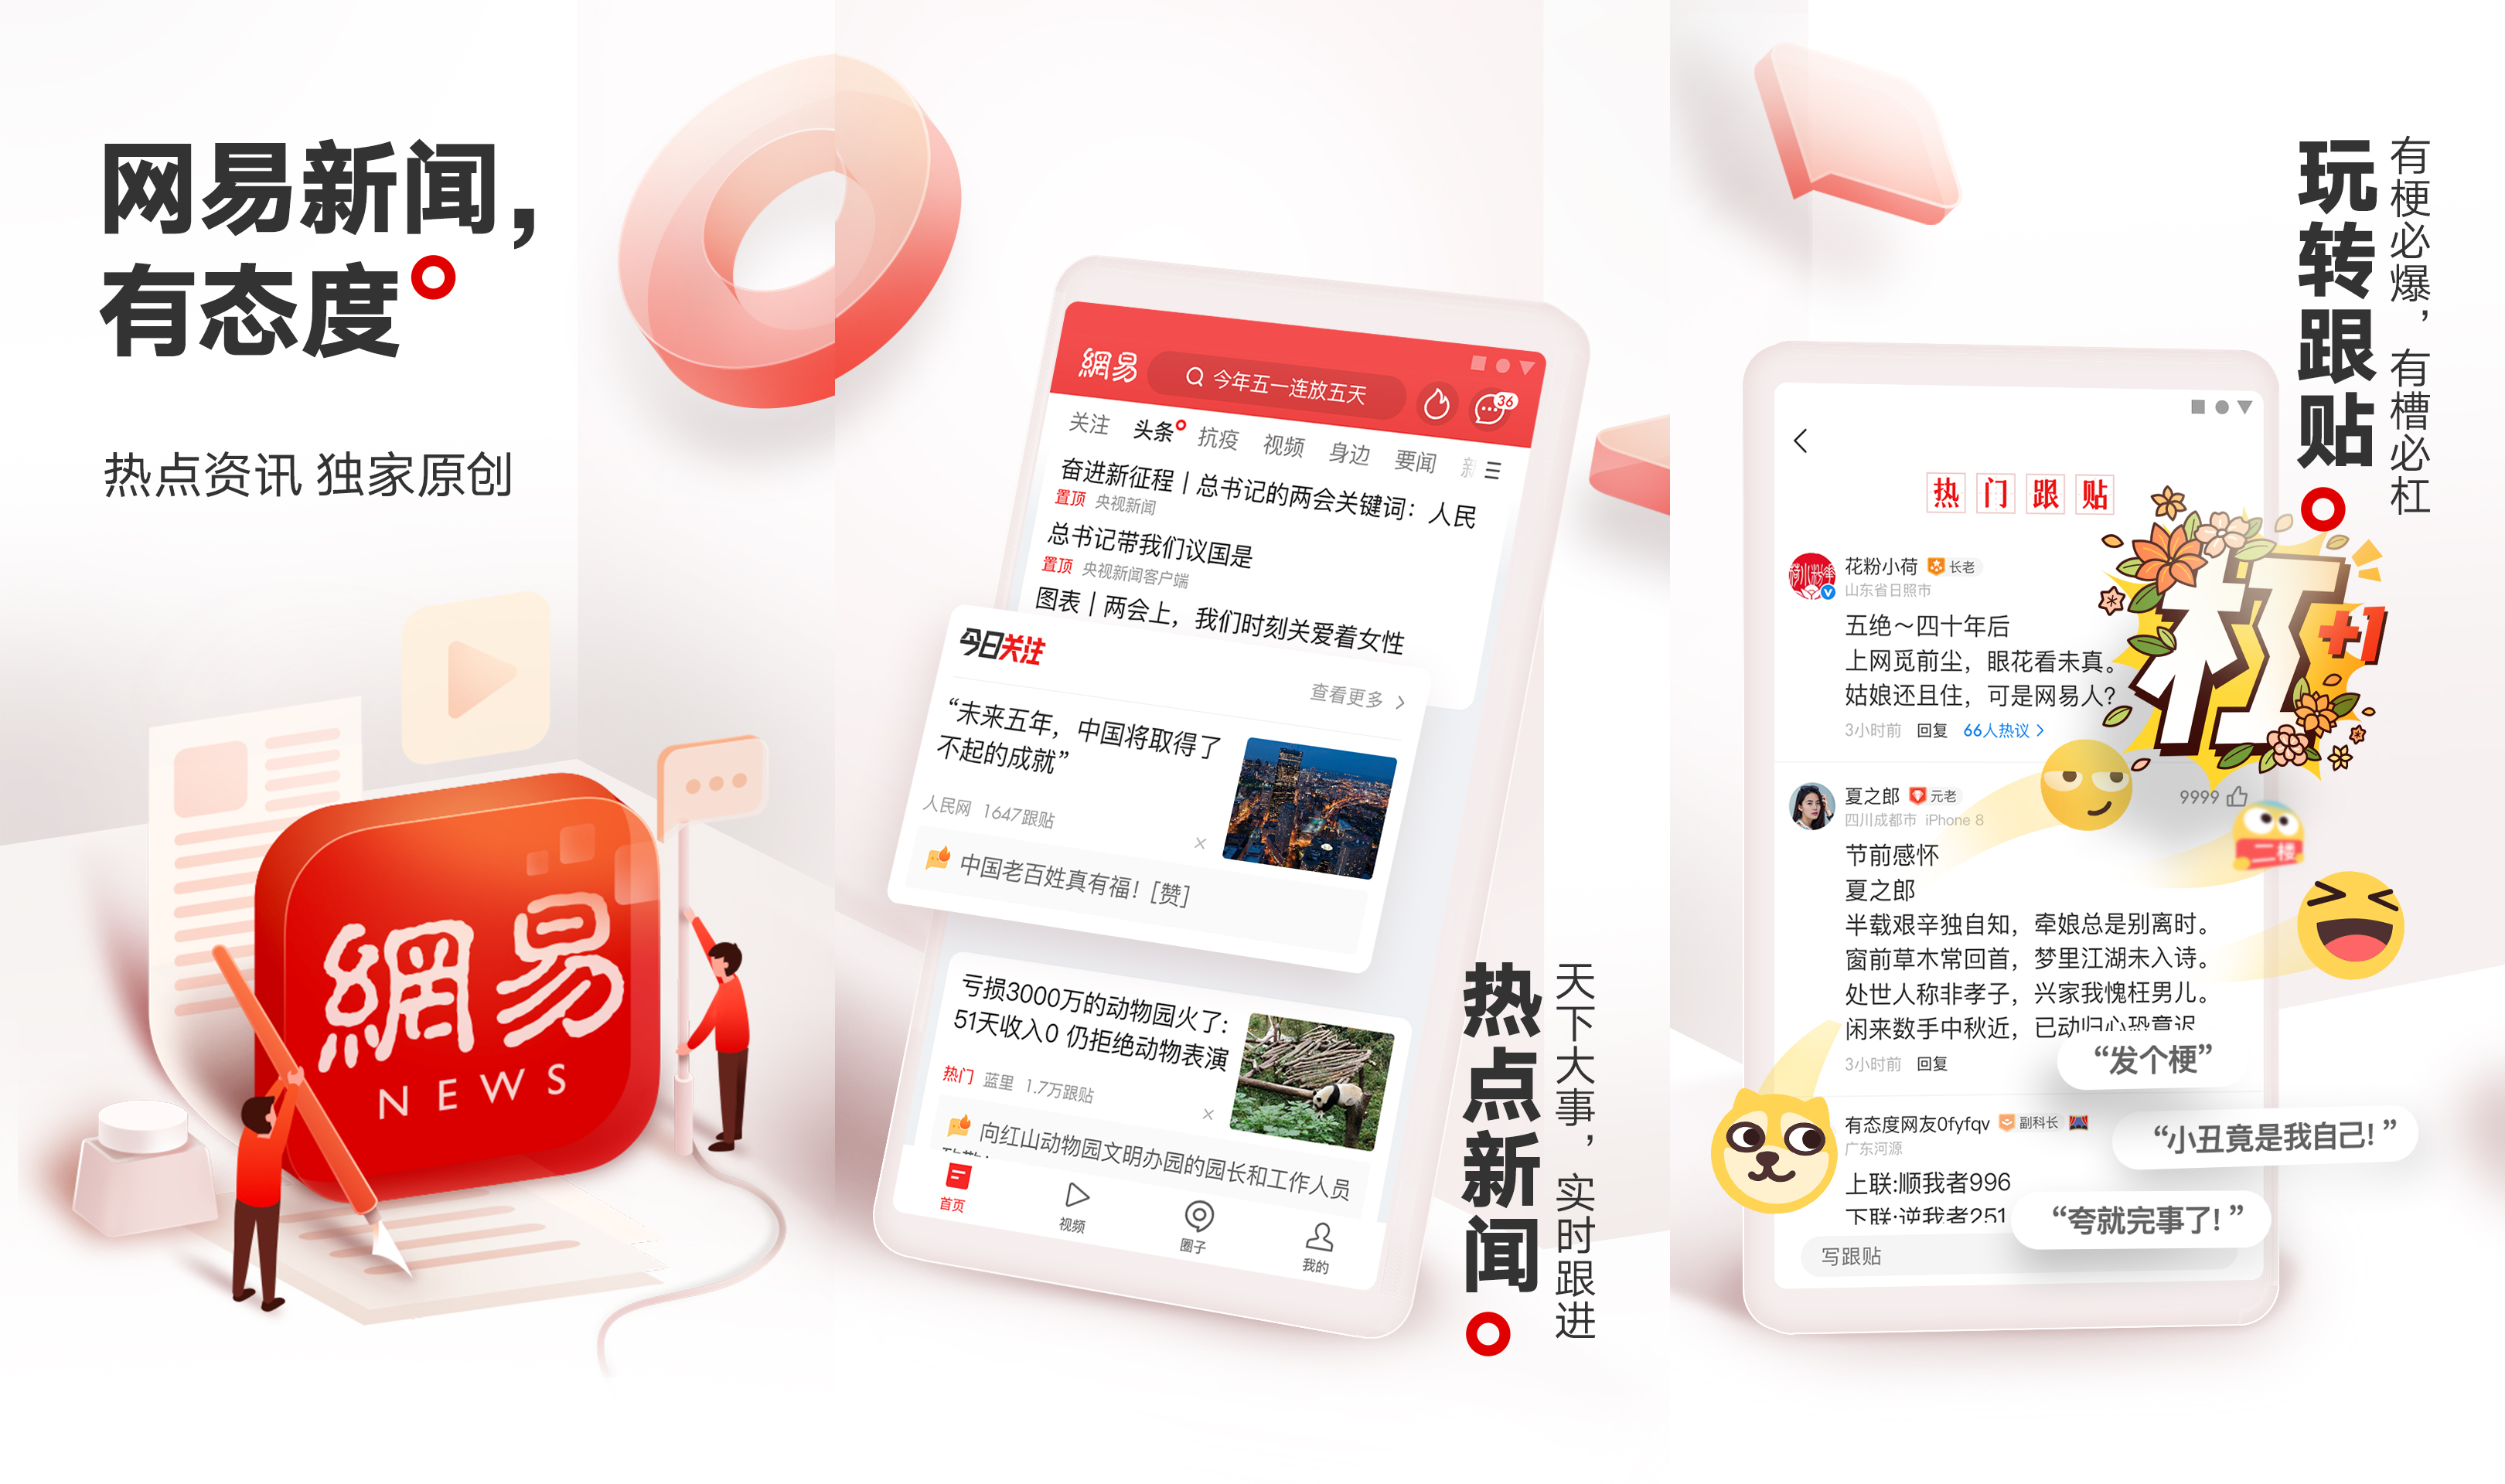 网易新闻，
有态度
热点资讯 独家原创
網易
NEWS
網易
今年五一连放五天
36
关注 头条 抗疫 视频 身边 要闻 新
奋进新征程 | 总书记的两会关键词：人民
置顶 央视新闻
总书记带我们议国是
置顶 央视新闻客户端
图表 | 两会上，我们时刻关爱着女性
今日关注
查看更多
“未来五年，中国将取得了
不起的成就”
人民网 1647跟贴
中国老百姓真有福！[赞]
亏损3000万的动物园火了:
51天收入0 仍拒绝动物表演
热门 蓝里 1.7万跟贴
向红山动物园文明办园的园长和工作人员
首页
视频
圈子
我的
热点新闻
天下大事，实时跟进
玩转跟贴
有梗必爆，有槽必杠
热门跟贴
花粉小荷 长老
山东省日照市
五绝～四十年后
上网觅前尘，眼花看未真。
姑娘还且住，可是网易人？
3小时前 回复 66人热议
杠
+1
夏之郎 元老
9999
四川成都市 iPhone 8
二楼
节前感怀
夏之郎
半载艰辛独自知，牵娘总是别离时。
窗前草木常回首，梦里江湖未入诗。
处世人称非孝子，兴家我愧枉男儿。
闲来数手中秋近，已动归心恐意迟
3小时前 回复
“发个梗”
有态度网友0fyfqv 副科长
广东河源
“小丑竟是我自己！”
上联:顺我者996
下联:逆我者251
“夸就完事了！”
写跟贴